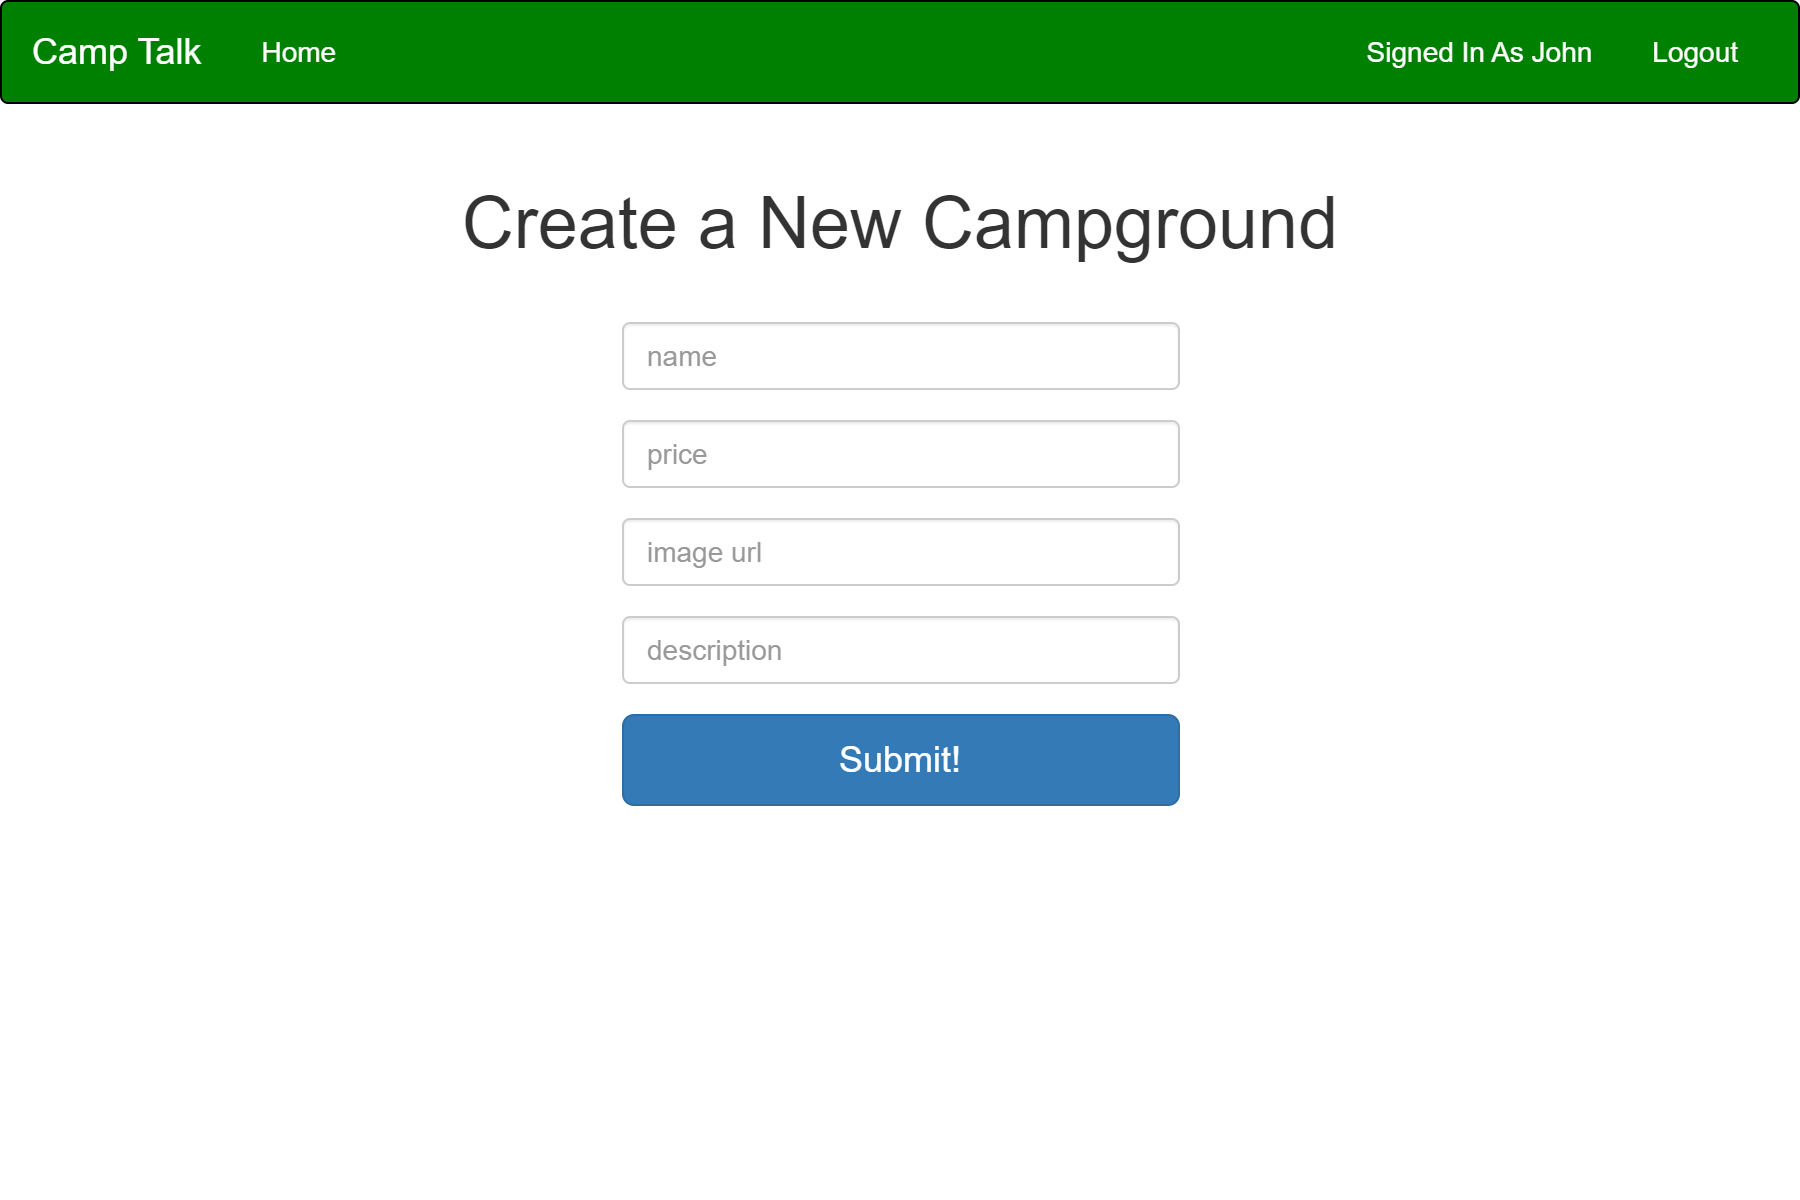 Camp Talk Home Signed In As John Logout
Create a New Campground
name
price
image url
description
Submit!